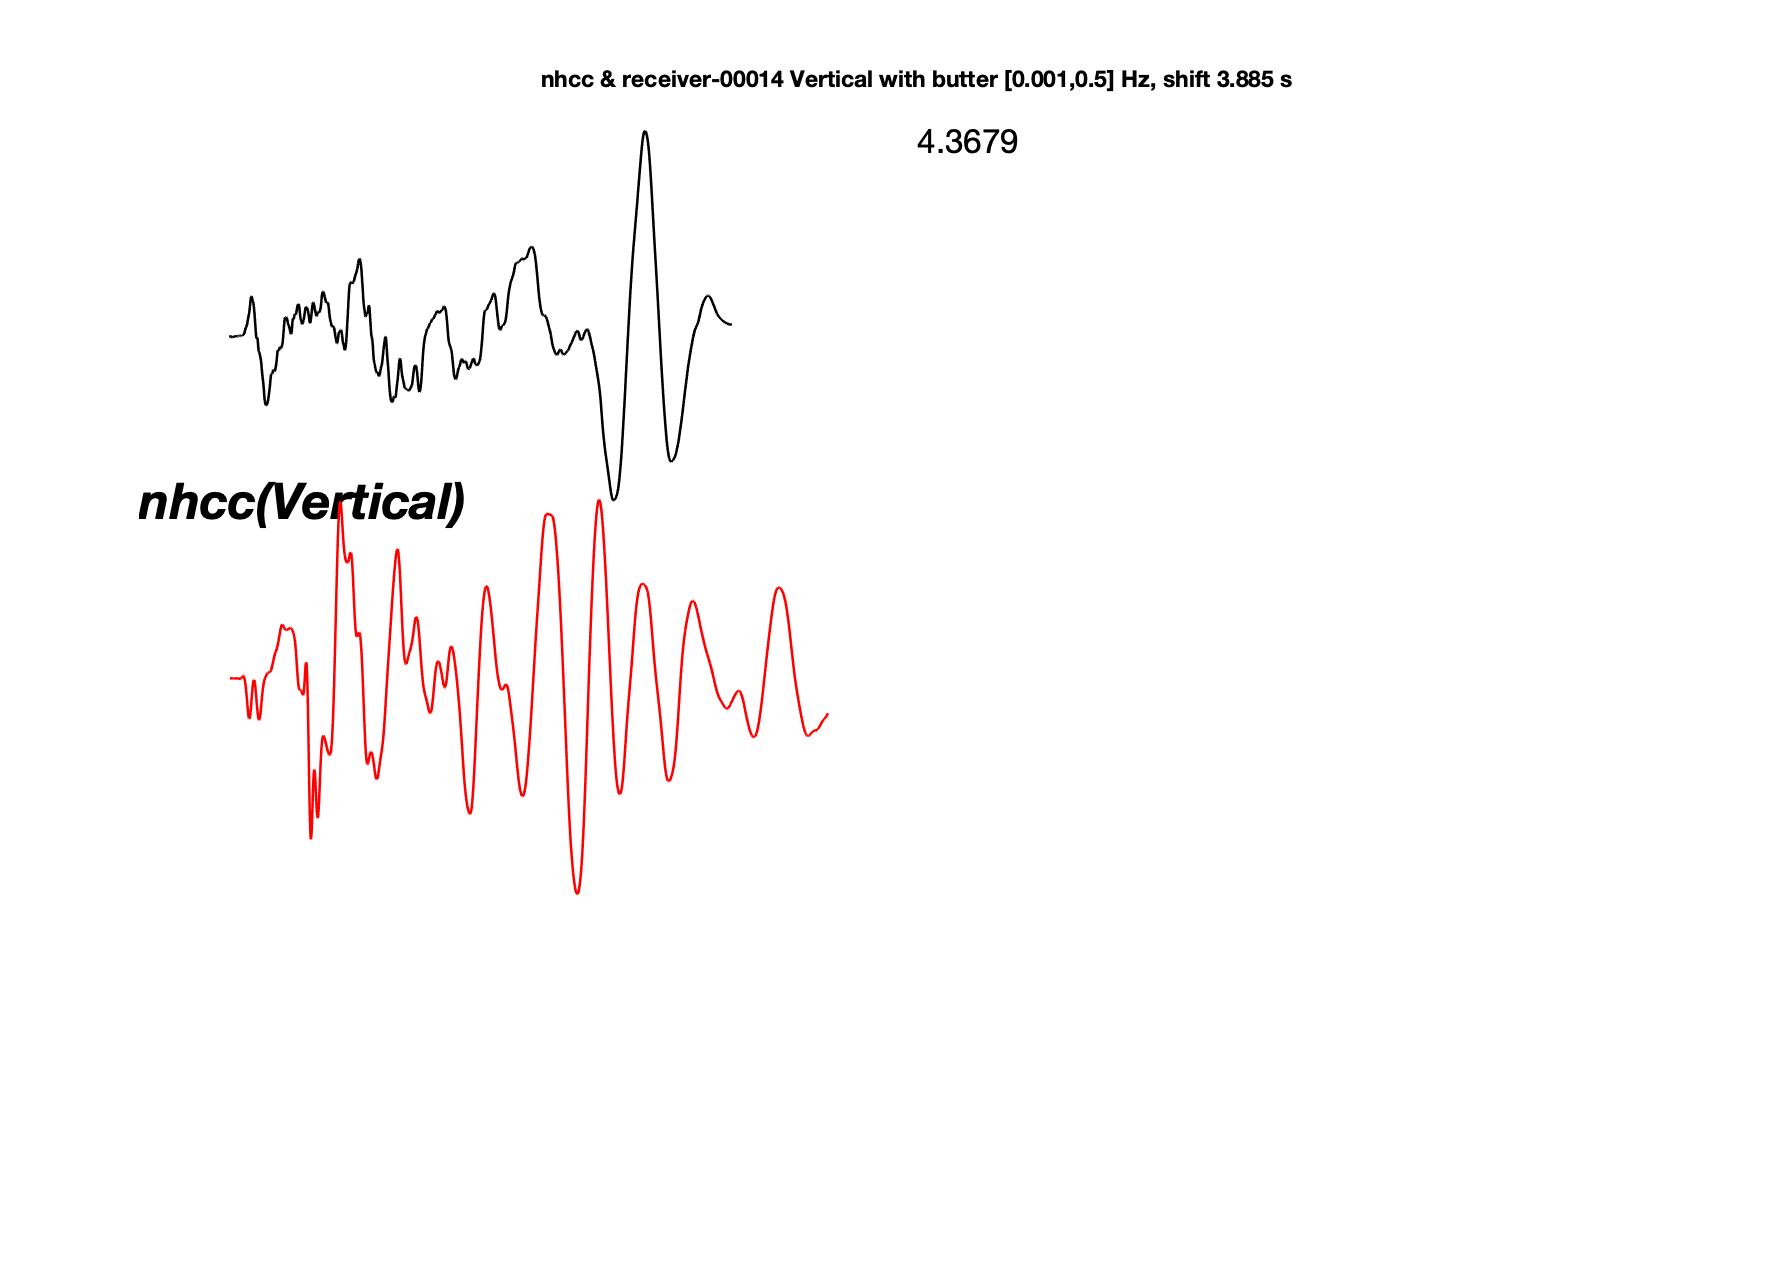 nhcc & receiver-00014 Vertical with butter [0.001,0.5] Hz, shift 3.885 s
4.3679
nhcc(Vertical)